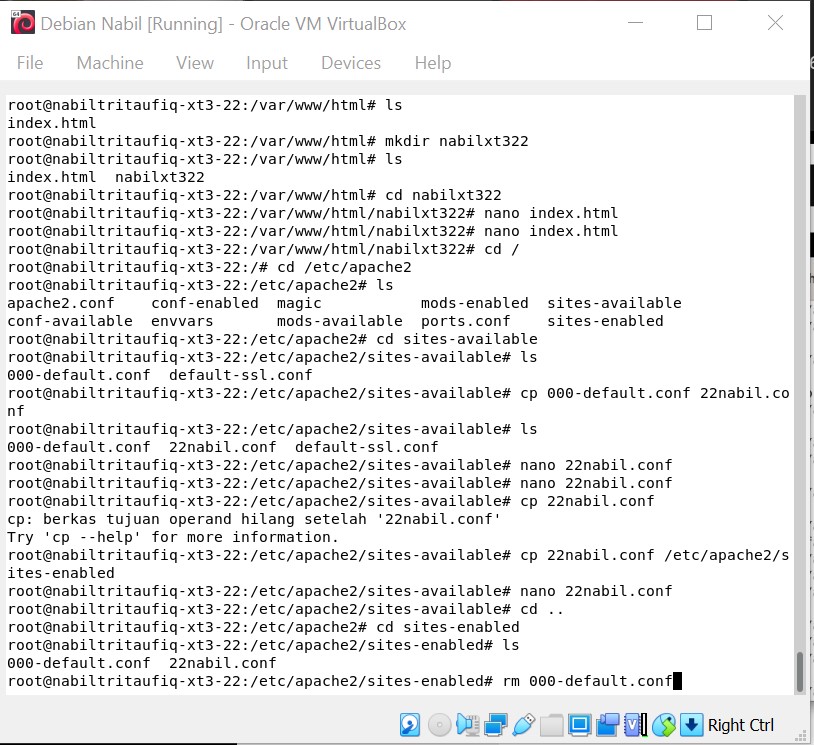 Debian Nabil [Running] - Oracle VM VirtualBox
File Machine View Input Devices Help
root@nabiltritaufiq-xt3-22:/var/www/html# ls
index.html
root@nabiltritaufiq-xt3-22:/var/www/html# mkdir nabilxt322
root@nabiltritaufiq-xt3-22:/var/www/html# ls
index.html  nabilxt322
root@nabiltritaufiq-xt3-22:/var/www/html# cd nabilxt322
root@nabiltritaufiq-xt3-22:/var/www/html/nabilxt322# nano index.html
root@nabiltritaufiq-xt3-22:/var/www/html/nabilxt322# nano index.html
root@nabiltritaufiq-xt3-22:/var/www/html/nabilxt322# cd /
root@nabiltritaufiq-xt3-22:/# cd /etc/apache2
root@nabiltritaufiq-xt3-22:/etc/apache2# ls
apache2.conf    conf-enabled  magic           mods-enabled  sites-available
conf-available  envvars       mods-available  ports.conf    sites-enabled
root@nabiltritaufiq-xt3-22:/etc/apache2# cd sites-available
root@nabiltritaufiq-xt3-22:/etc/apache2/sites-available# ls
000-default.conf  default-ssl.conf
root@nabiltritaufiq-xt3-22:/etc/apache2/sites-available# cp 000-default.conf 22nabil.co
nf
root@nabiltritaufiq-xt3-22:/etc/apache2/sites-available# ls
000-default.conf  22nabil.conf  default-ssl.conf
root@nabiltritaufiq-xt3-22:/etc/apache2/sites-available# nano 22nabil.conf
root@nabiltritaufiq-xt3-22:/etc/apache2/sites-available# nano 22nabil.conf
root@nabiltritaufiq-xt3-22:/etc/apache2/sites-available# cp 22nabil.conf
cp: berkas tujuan operand hilang setelah '22nabil.conf'
Try 'cp --help' for more information.
root@nabiltritaufiq-xt3-22:/etc/apache2/sites-available# cp 22nabil.conf /etc/apache2/s
ites-enabled
root@nabiltritaufiq-xt3-22:/etc/apache2/sites-available# nano 22nabil.conf
root@nabiltritaufiq-xt3-22:/etc/apache2/sites-available# cd ..
root@nabiltritaufiq-xt3-22:/etc/apache2# cd sites-enabled
root@nabiltritaufiq-xt3-22:/etc/apache2/sites-enabled# ls
000-default.conf  22nabil.conf
root@nabiltritaufiq-xt3-22:/etc/apache2/sites-enabled# rm 000-default.conf
Right Ctrl